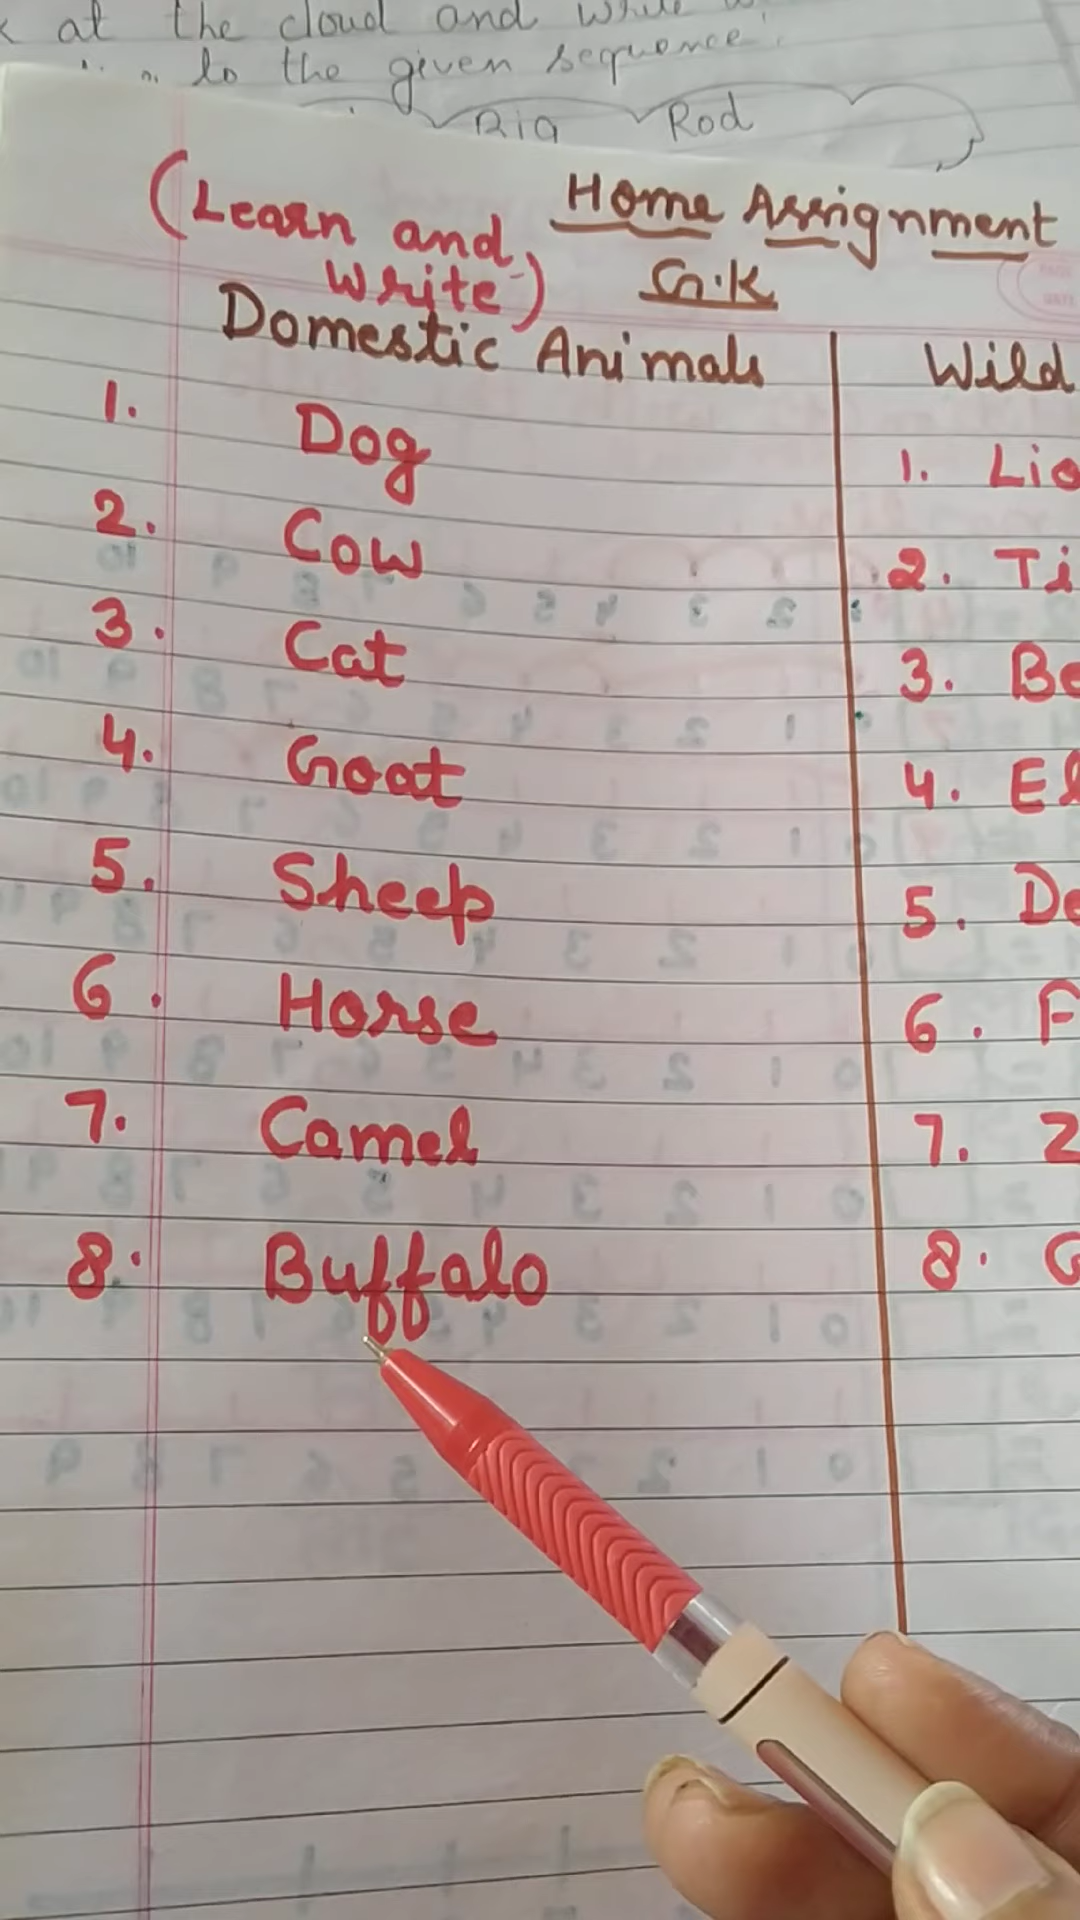 at the cloud and
to the given sequence.
Rod
(Learn and Write)
Home Assignment
G.K
Domestic Animals
1. Dog
2. Cow
3. Cat
4. Goat
5. Sheep
6. Horse
7. Camel
8. Buffalo
Wild
1.
2.
3.
4.
5.
6.
7.
8.